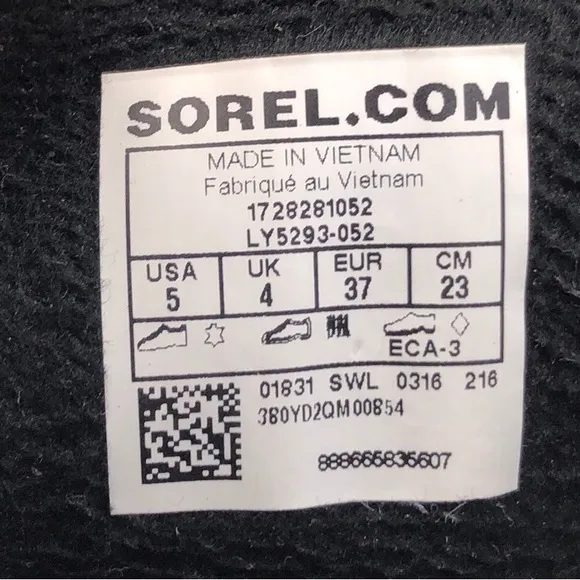 SOREL.COM
MADE IN VIETNAM
Fabriqué au Vietnam
1728281052
LY5293-052
USA UK EUR CM
5 4 37 23
ECA-3
01831 SWL 0316 216
380YD2QM00854
888665835607